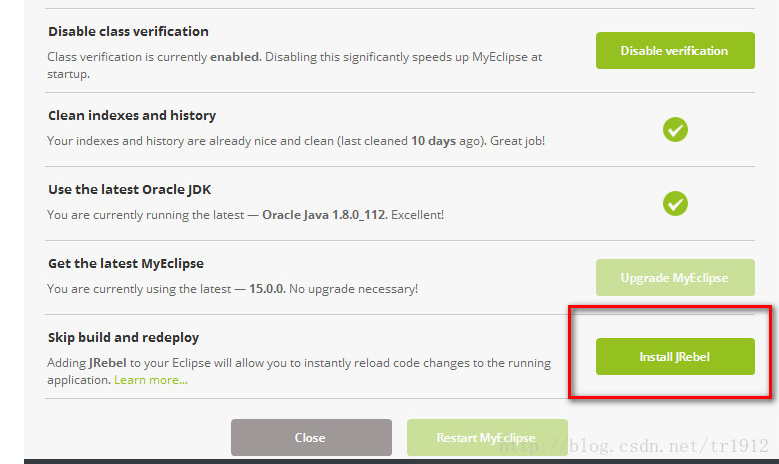 Disable class verification
Class verification is currently enabled. Disabling this significantly speeds up MyEclipse at
startup.
Disable verification
Clean indexes and history
Your indexes and history are already nice and clean (last cleaned 10 days ago). Great job!
Use the latest Oracle JDK
You are currently running the latest — Oracle Java 1.8.0_112. Excellent!
Get the latest MyEclipse
You are currently using the latest — 15.0.0. No upgrade necessary!
Upgrade MyEclipse
Skip build and redeploy
Adding JRebel to your Eclipse will allow you to instantly reload code changes to the running
application. Learn more...
Install JRebel
Close
Restart MyEclipse
http://blog.csdn.net/tr1912